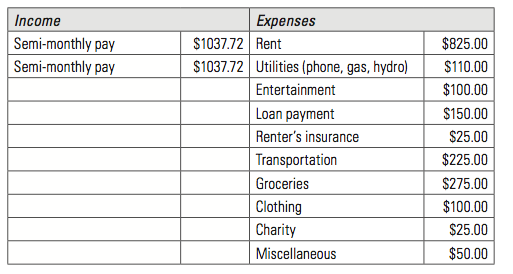 Income Expenses
Semi-monthly pay $1037.72 Rent $825.00
Semi-monthly pay $1037.72 Utilities (phone, gas, hydro) $110.00
Entertainment $100.00
Loan payment $150.00
Renter's insurance $25.00
Transportation $225.00
Groceries $275.00
Clothing $100.00
Charity $25.00
Miscellaneous $50.00